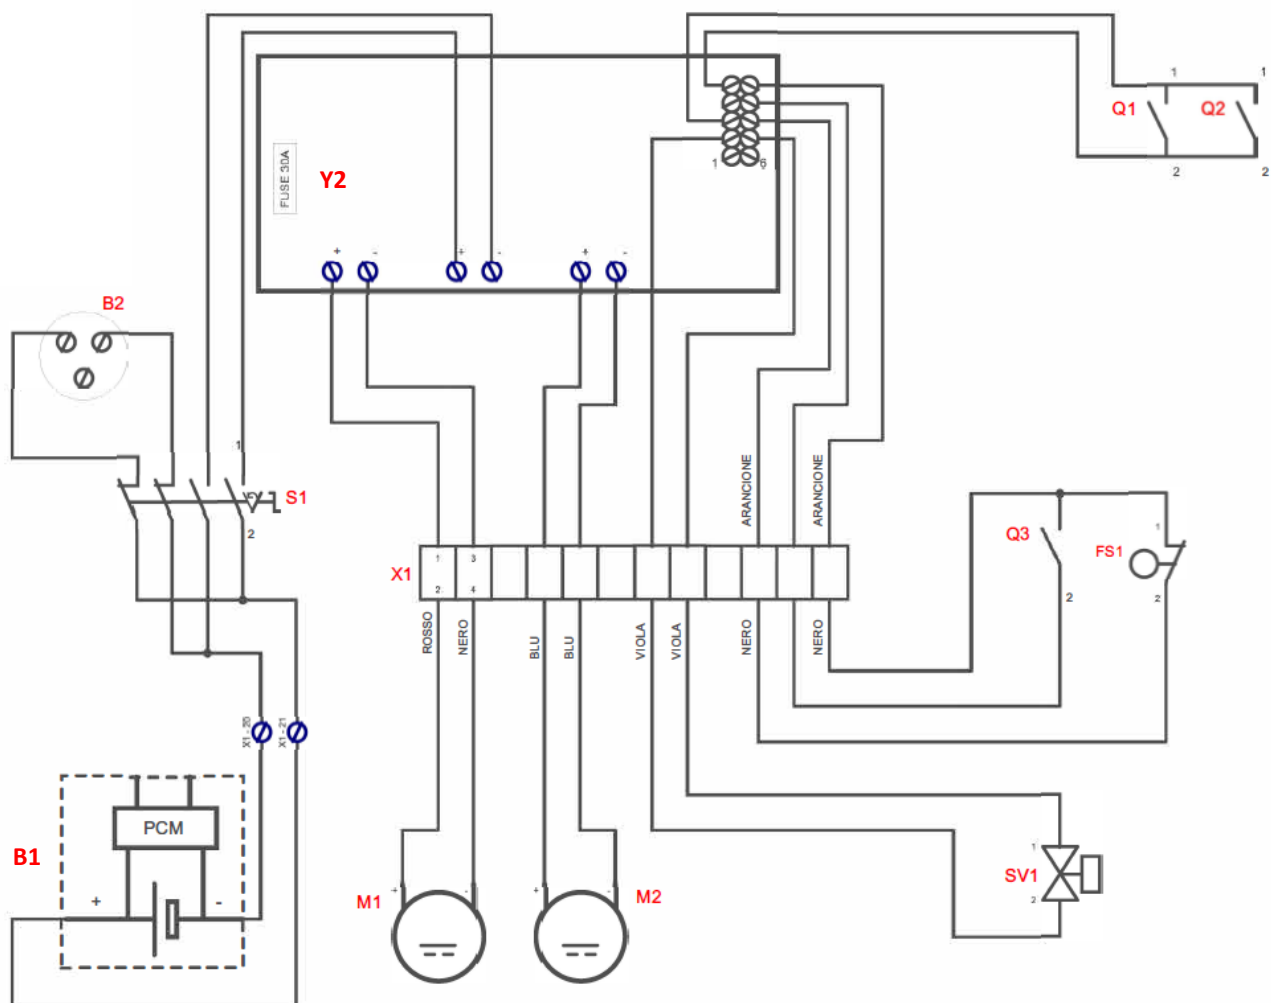 1
1
Q1
Q2
2
2
FUSE 30A
Y2
1
6
+
-
+
-
+
-
B2
1
S1
2
ARANCIONE
ARANCIONE
Q3
1
FS1
2
2
X1
1
3
2
4
ROSSO
NERO
BLU
BLU
VIOLA
VIOLA
NERO
NERO
X1 - 20
X1 - 21
PCM
B1
+
-
M1
+
-
+
-
M2
1
SV1
2